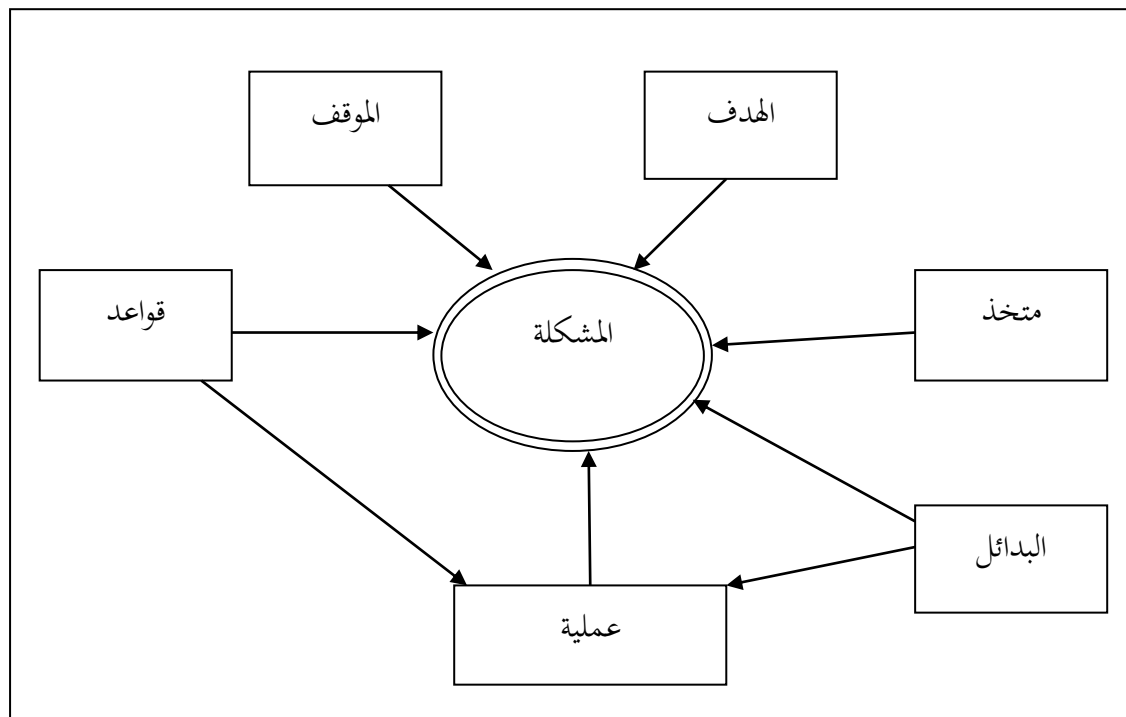 الهدف
الموقف
متخذ
قواعد
المشكلة
البدائل
عملية